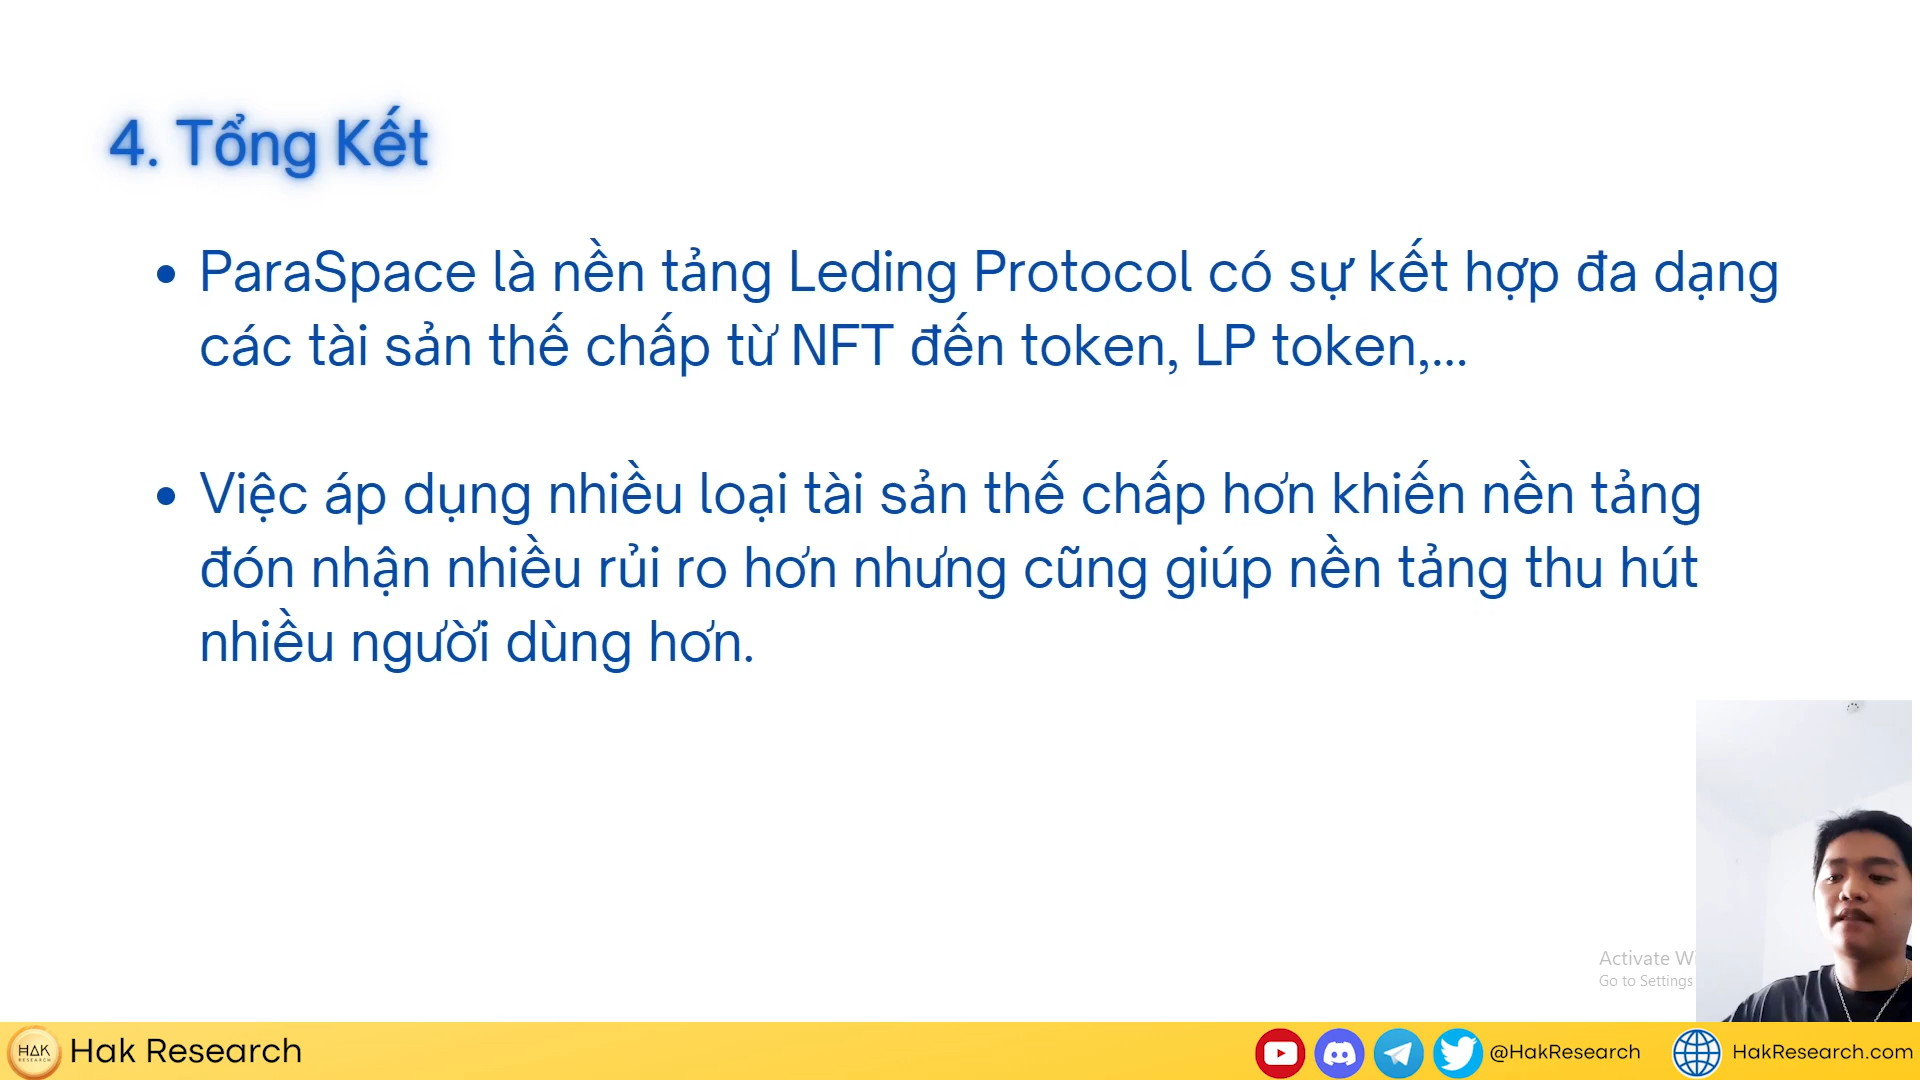 4. Tổng Kết
• ParaSpace là nền tảng Leding Protocol có sự kết hợp đa dạng
các tài sản thế chấp từ NFT đến token, LP token,...
• Việc áp dụng nhiều loại tài sản thế chấp hơn khiến nền tảng
đón nhận nhiều rủi ro hơn nhưng cũng giúp nền tảng thu hút
nhiều người dùng hơn.
Activate W
Go to Settings
HAK
RESEARCH
Hak Research
@HakResearch
HakResearch.com